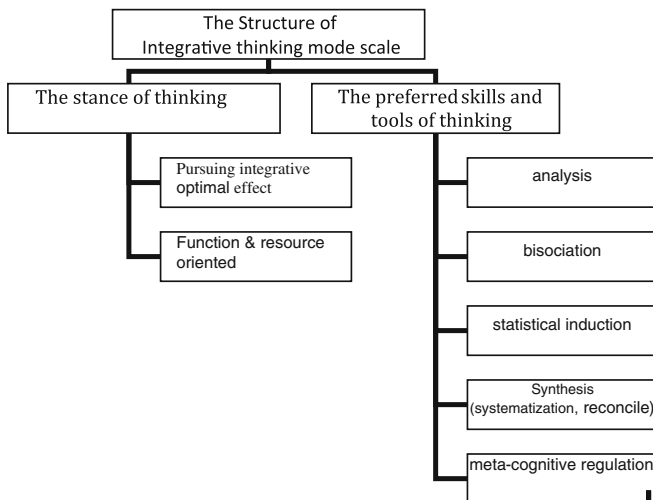 The Structure of
Integrative thinking mode scale
The stance of thinking
The preferred skills and
tools of thinking
Pursuing integrative
optimal effect
Function & resource
oriented
analysis
bisociation
statistical induction
Synthesis
(systematization, reconcile)
meta-cognitive regulation